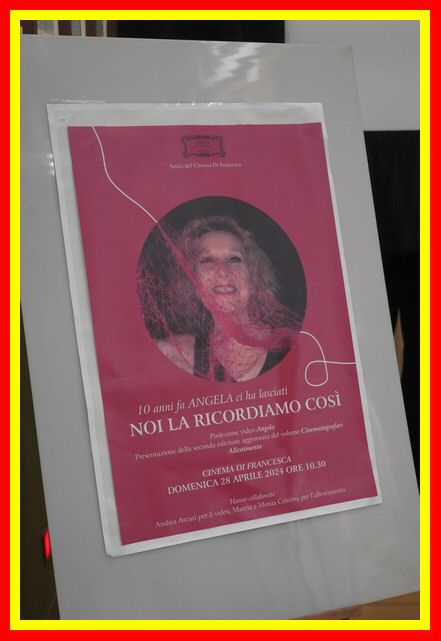 Amici del Cinema Di Francesca
10 anni fa ANGELA ci ha lasciati
NOI LA RICORDIAMO COSÌ
Proiezione video Angela
Presentazione della seconda edizione aggiornata del volume Cinematografari
Allestimento
CINEMA DI FRANCESCA
DOMENICA 28 APRILE 2024 ORE 10.30
Hanno collaborato
Andrea Arcuri per il video, Marzia e Maria Cristina per l'allestimento